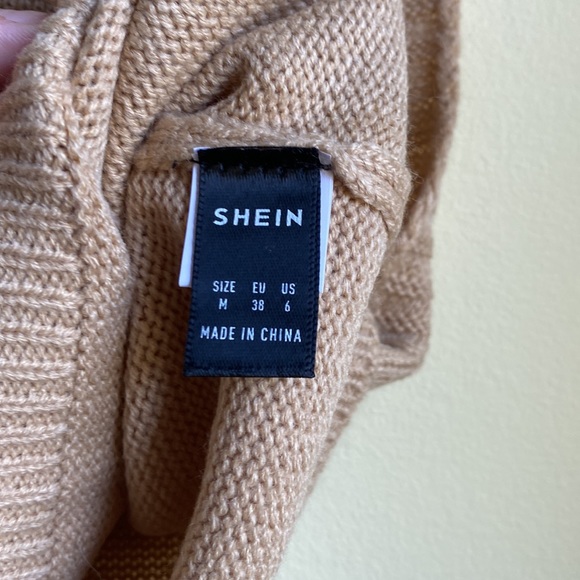 SHEIN
SIZE EU US
M 38 6
MADE IN CHINA